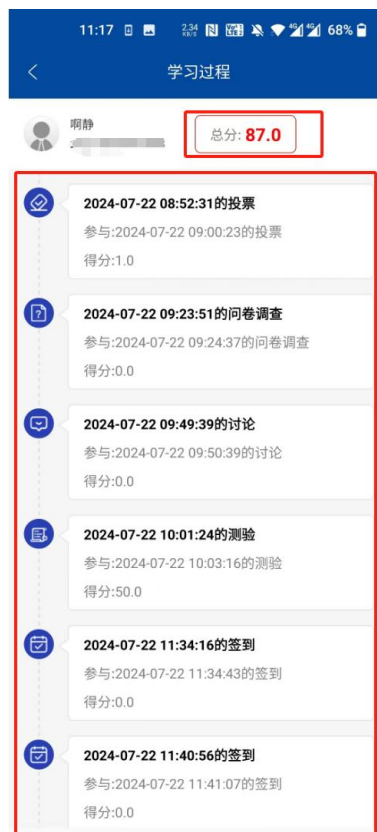 11:17 2.34 KB/S 4G 4G 68%
学习过程
啊静
总分: 87.0
2024-07-22 08:52:31的投票
参与:2024-07-22 09:00:23的投票
得分:1.0
2024-07-22 09:23:51的问卷调查
参与:2024-07-22 09:24:37的问卷调查
得分:0.0
2024-07-22 09:49:39的讨论
参与:2024-07-22 09:50:39的讨论
得分:0.0
2024-07-22 10:01:24的测验
参与:2024-07-22 10:03:16的测验
得分:50.0
2024-07-22 11:34:16的签到
参与:2024-07-22 11:34:43的签到
得分:0.0
2024-07-22 11:40:56的签到
参与:2024-07-22 11:41:07的签到
得分:0.0